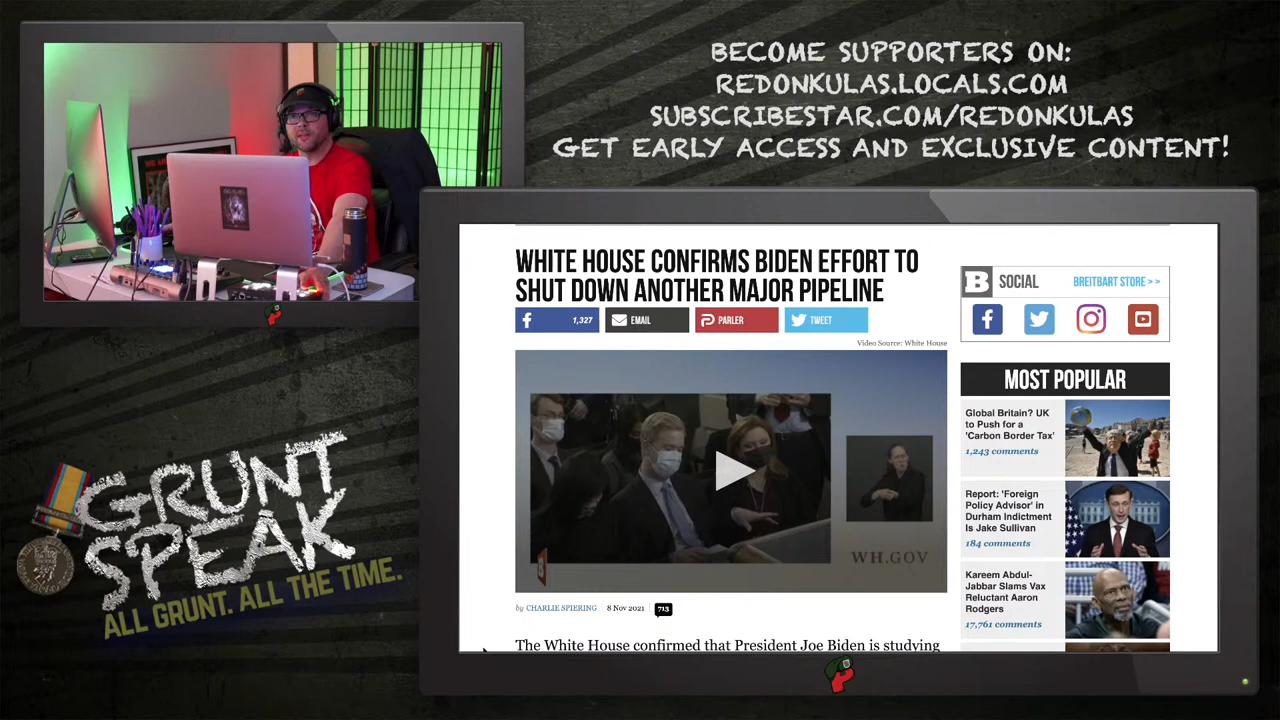 BECOME SUPPORTERS ON:
REDONKULAS.LOCALS.COM
SUBSCRIBESTAR.COM/REDONKULAS
GET EARLY ACCESS AND EXCLUSIVE CONTENT!
WHITE HOUSE CONFIRMS BIDEN EFFORT TO
SHUT DOWN ANOTHER MAJOR PIPELINE
1,327
EMAIL
PARLER
TWEET
Video Source: White House
WH.GOV
by CHARLIE SPIERING 8 Nov 2021 713
The White House confirmed that President Joe Biden is studying
B SOCIAL BREITBART STORE > >
MOST POPULAR
Global Britain? UK
to Push for a
'Carbon Border Tax'
1,243 comments
Report: 'Foreign
Policy Advisor' in
Durham Indictment
Is Jake Sullivan
184 comments
Kareem Abdul-
Jabbar Slams Vax
Reluctant Aaron
Rodgers
17,761 comments
GRUNT
SPEAK
ALL GRUNT. ALL THE TIME.